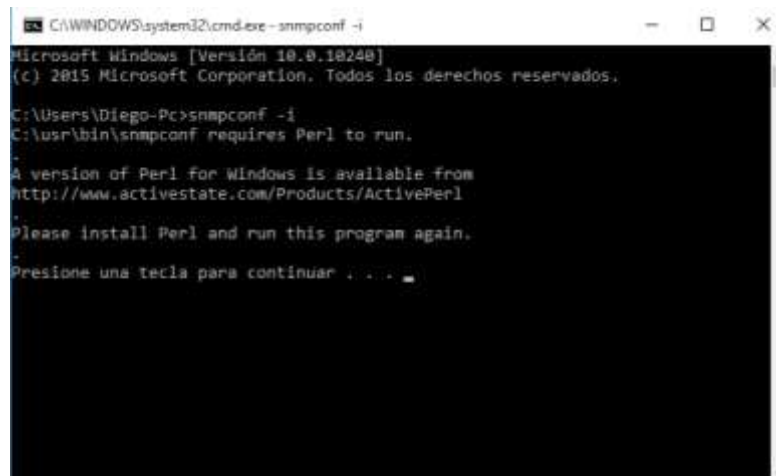 C:\WINDOWS\system32\cmd.exe - snmpconf -i
Microsoft Windows [Versión 10.0.10240]
(c) 2015 Microsoft Corporation. Todos los derechos reservados.
C:\Users\Diego-Pc>snmpconf -i
C:\usr\bin\snmpconf requires Perl to run.
.
A version of Perl for Windows is available from
http://www.activestate.com/Products/ActivePerl
.
Please install Perl and run this program again.
.
Presione una tecla para continuar . . .